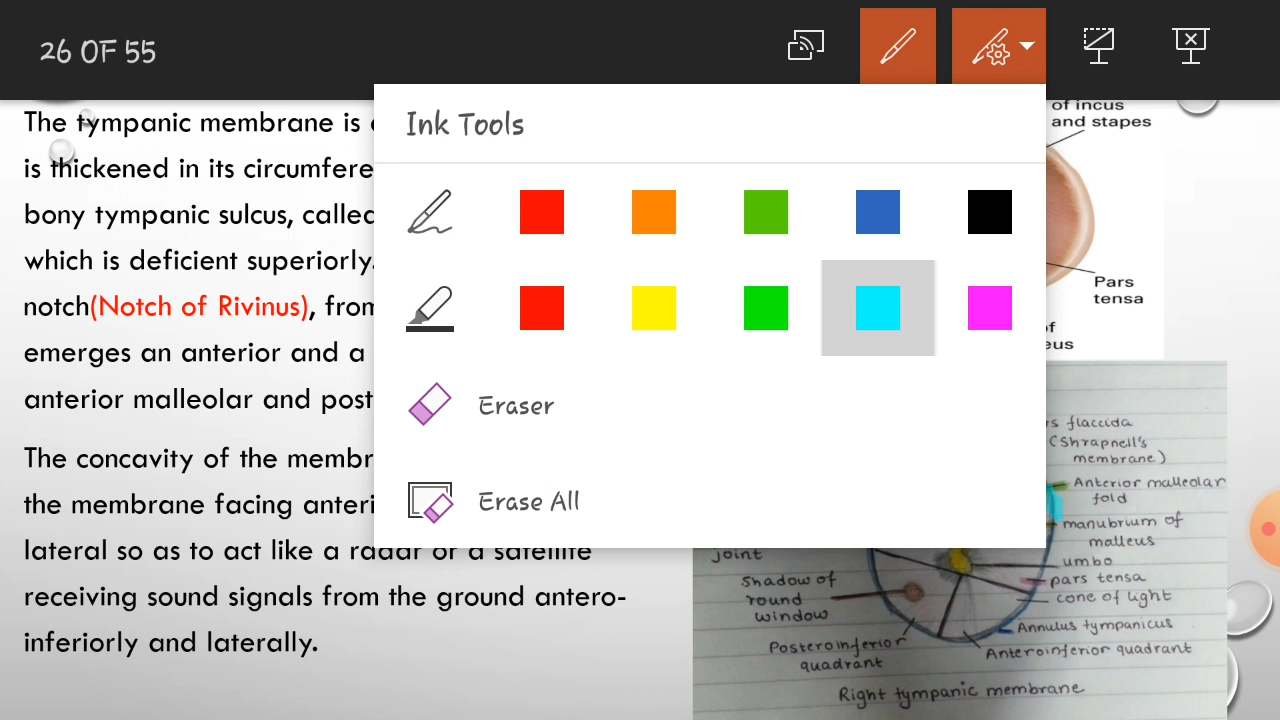 26 OF 55
The tympanic membrane is
is thickened in its circumfere
bony tympanic sulcus, called
which is deficient superiorly.
notch(Notch of Rivinus), from
emerges an anterior and a
anterior malleolar and post
The concavity of the membr
the membrane facing anteri
lateral so as to act like a radar or a satellite
receiving sound signals from the ground antero-
inferiorly and laterally.
Ink Tools
Eraser
Erase All
of incus
and stapes
Pars
tensa
of
eus
rs flaccida
(Shrapnell's
membrane)
Anterior malleolar
fold
manubrium of
malleus
umbo
pars tensa
cone of light
Annulus tympanicus
Anteroinferior quadrant
joint
Shadow of
round
window
Posteroinferior
quadrant
Right tympanic membrane